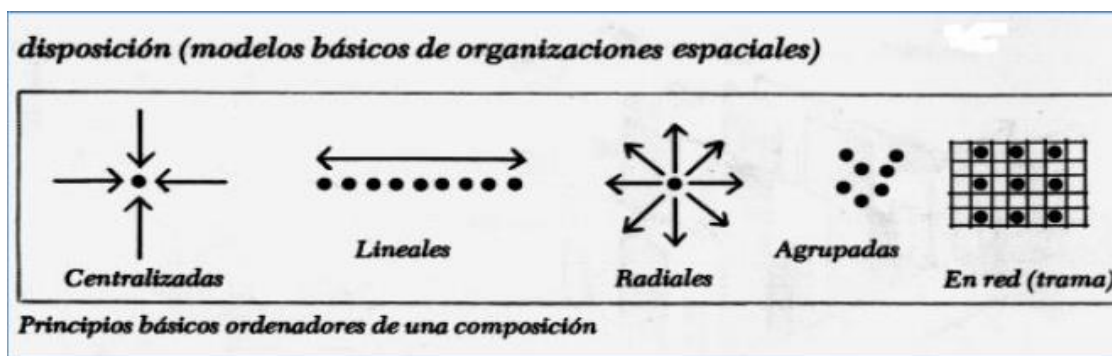 disposición (modelos básicos de organizaciones espaciales)
Centralizadas
Lineales
Radiales
Agrupadas
En red (trama)
Principios básicos ordenadores de una composición